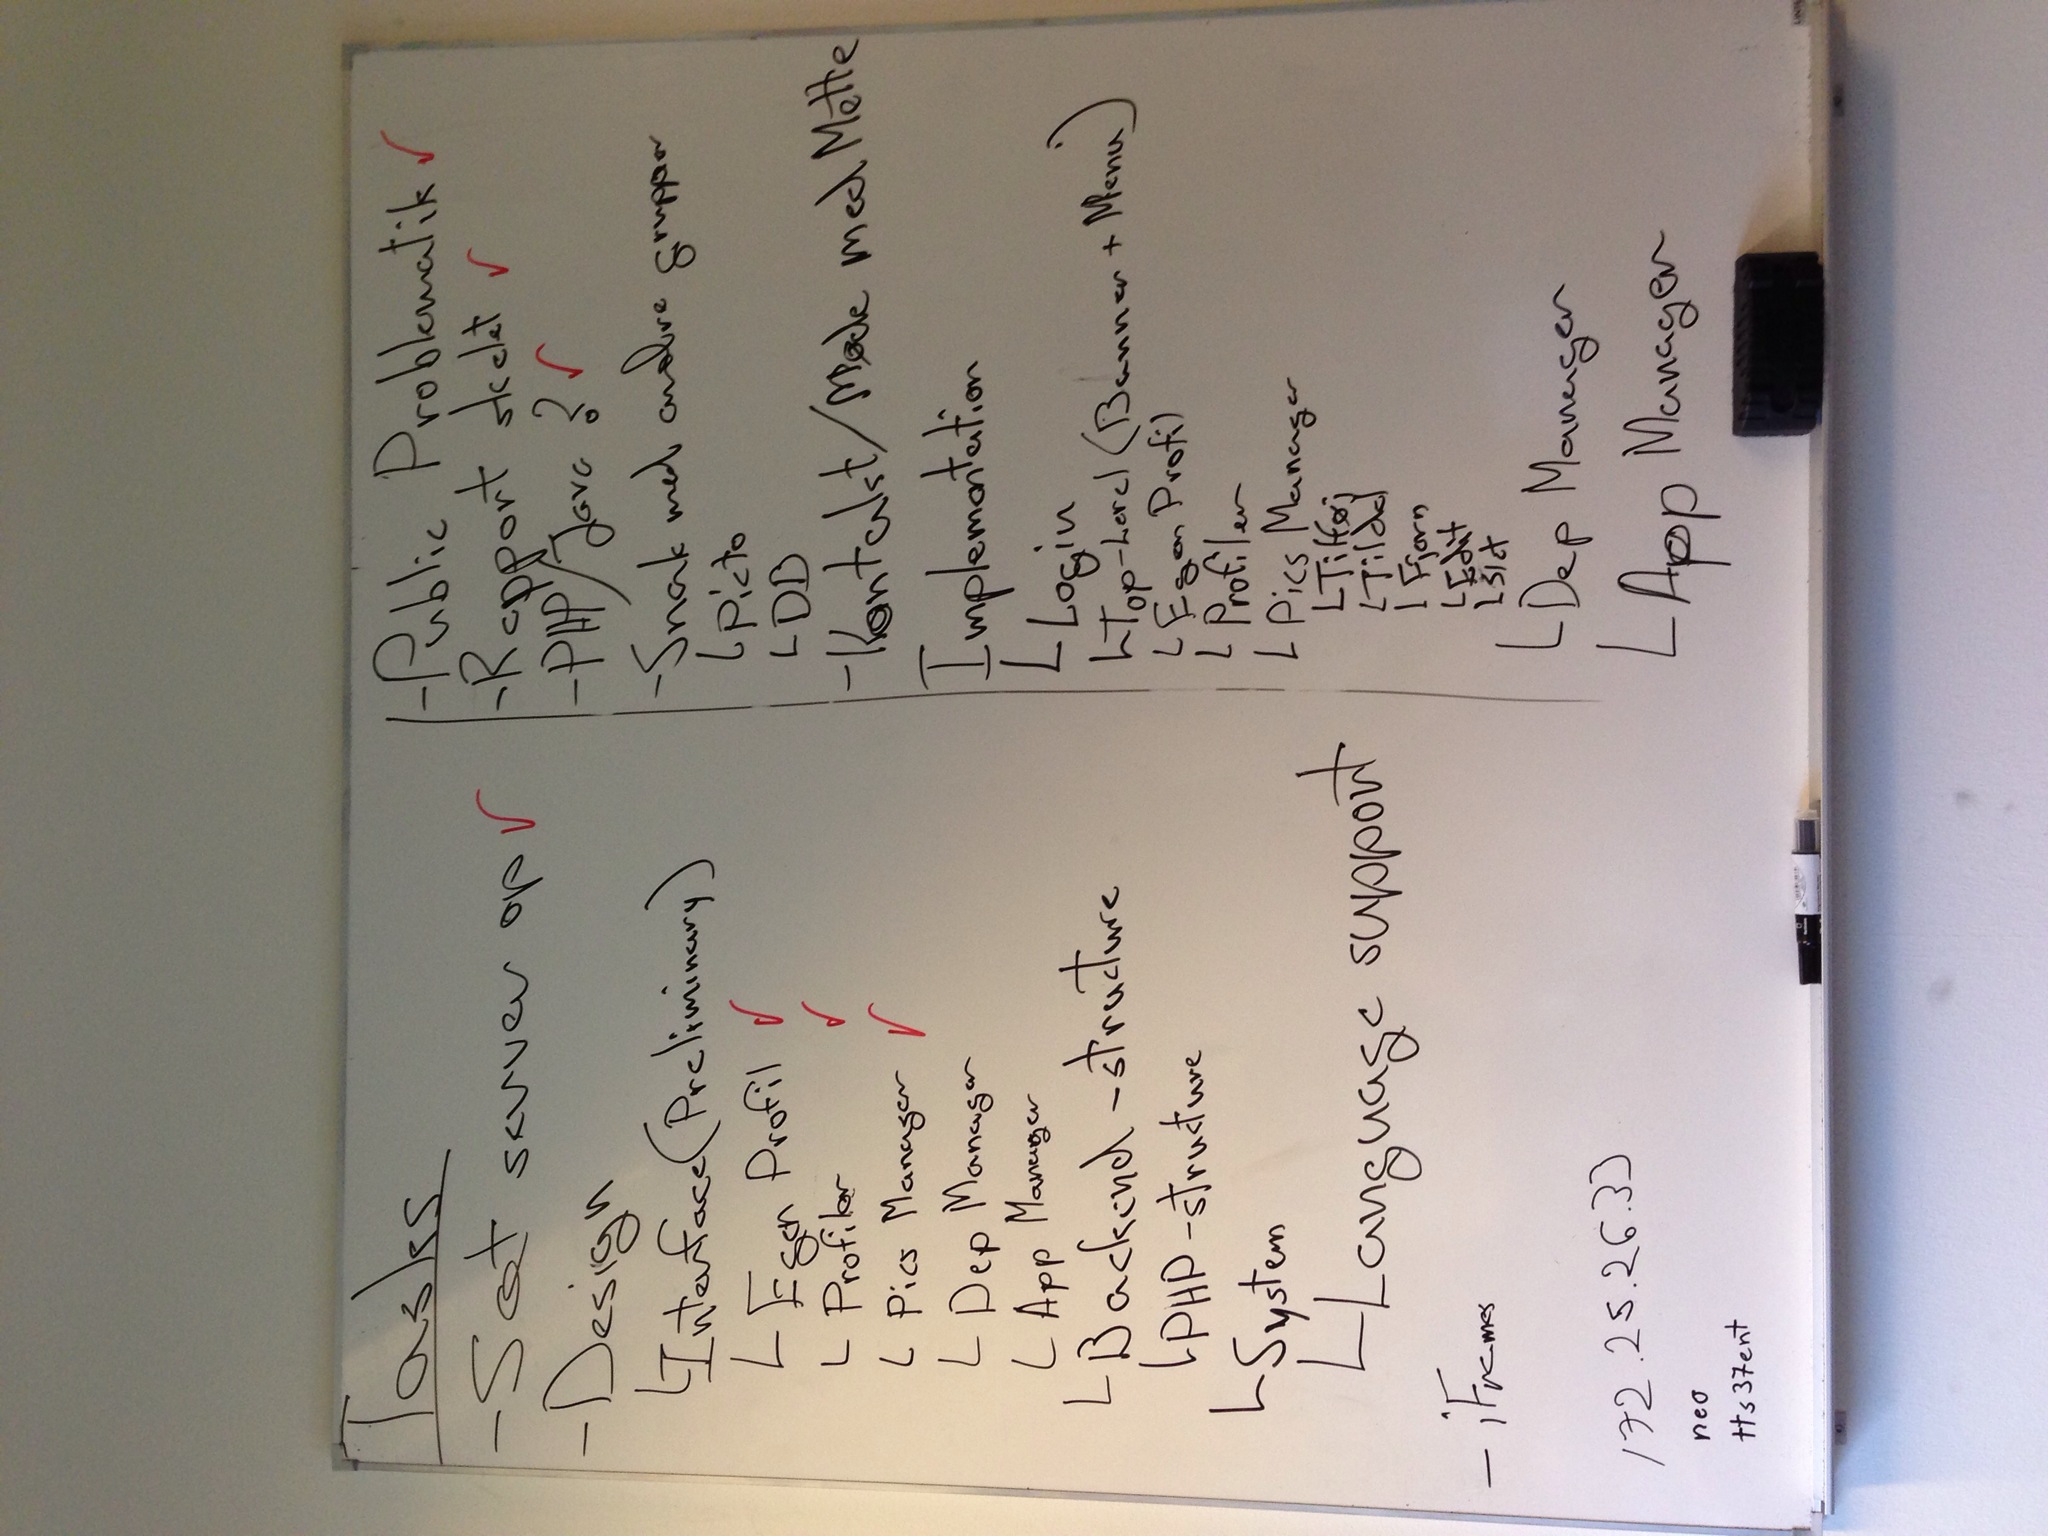 Tasks
- Sæt server op ✓
- Design
└ Interface (Preliminary)
└ Egen Profil ✓
└ Profiler ✓
└ Pics Manager ✓
└ Dep Manager
└ App Manager
└ Backend - structure
└ PHP - structure
└ System
└ Language support
- iFrames
172.25.26.33
neo
tts37ent
- Public Problematik ✓
- Rapport skelet ✓
- PHP/Java ? ✓
- Snak med andre grupper
└ Picto
└ DB
- Kontakt/Møde med Mette
Implementation
└ Login
└ Top-Level (Banner + Menu)
└ Egen Profil
└ Profiler
└ Pics Manager
└ Tilføj
└ Tildel
└ Fjern
└ Edit
└ Slet
└ Dep Manager
└ App Manager